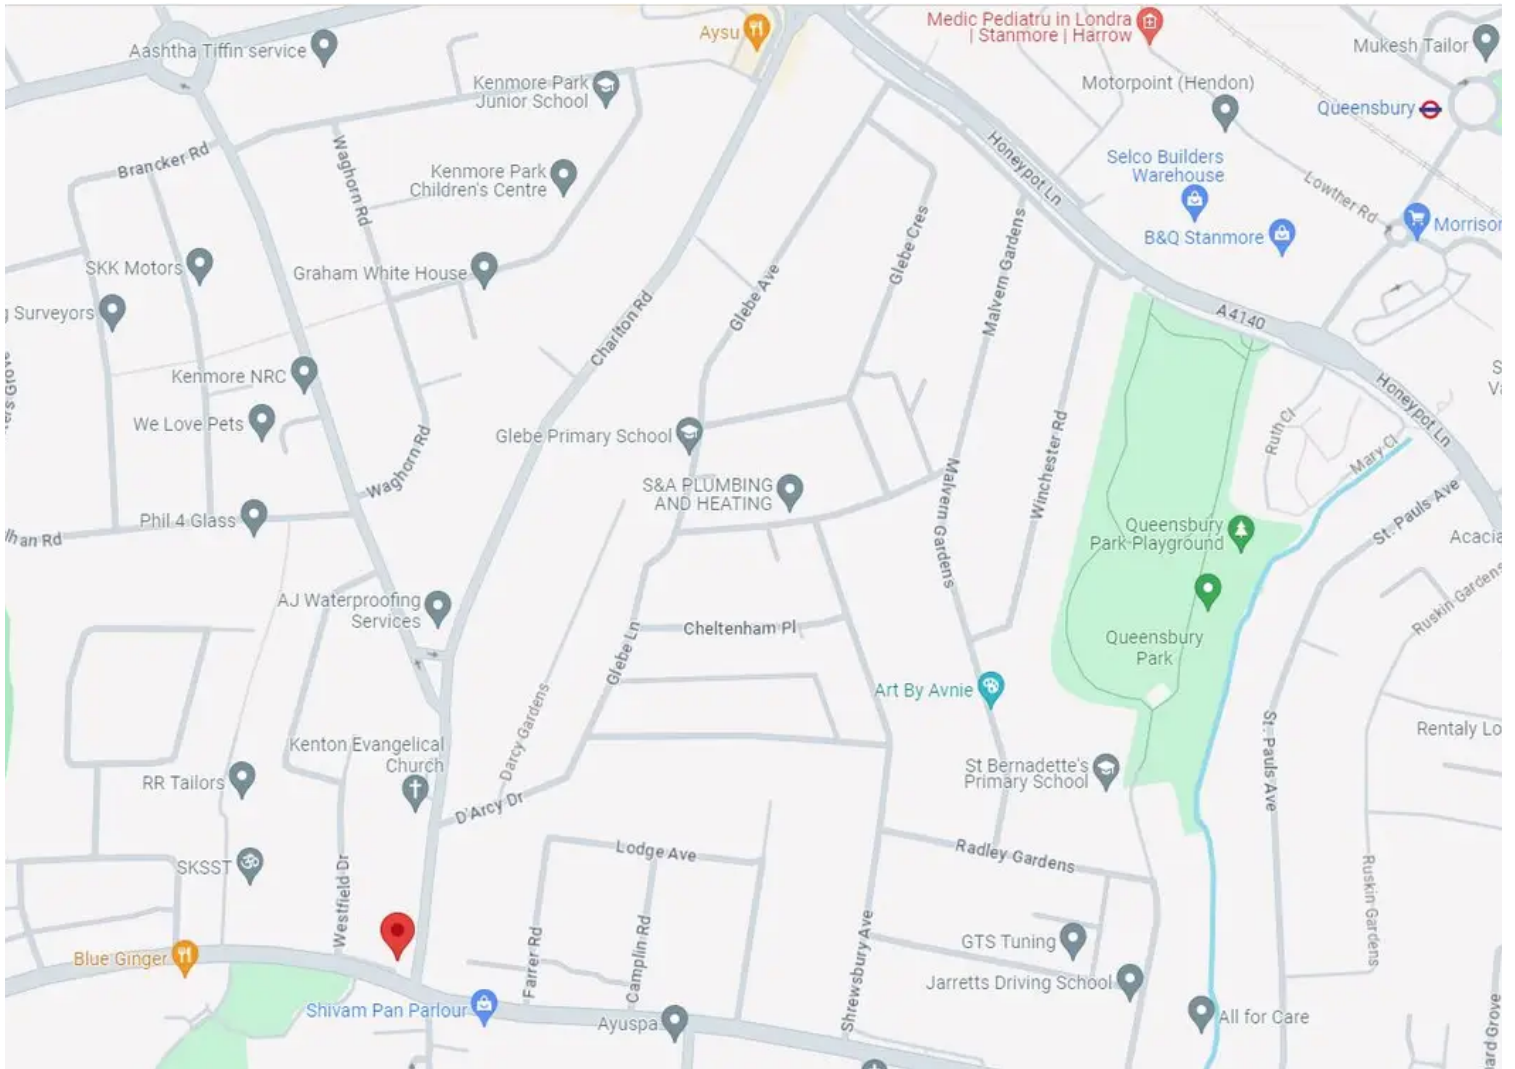 Aysu
Medic Pediatru in Londra
| Stanmore | Harrow
Mukesh Tailor
Aashtha Tiffin service
Kenmore Park
Junior School
Motorpoint (Hendon)
Queensbury
Brancker Rd
Waghorn Rd
Kenmore Park
Children's Centre
Honeypot Ln
Selco Builders
Warehouse
Lowther Rd
Morrisor
B&Q Stanmore
SKK Motors
Graham White House
Glebe Ave
Glebe Cres
Malvern Gardens
Surveyors
Charlton Rd
A4140
Kenmore NRC
We Love Pets
Glebe Primary School
Honeypot Ln
Ruth Cl
Mary Cl
Waghorn Rd
S&A PLUMBING
AND HEATING
Malvern Gardens
Winchester Rd
Phil 4 Glass
lhan Rd
Queensbury
Park Playground
St. Pauls Ave
Acacia
AJ Waterproofing
Services
Ruskin Gardens
Cheltenham Pl
Glebe Ln
Queensbury
Park
Art By Avnie
Darcy Gardens
St. Pauls Ave
Rentaly Lo
Kenton Evangelical
Church
RR Tailors
St Bernadette's
Primary School
D'Arcy Dr
Lodge Ave
Radley Gardens
SKSST
Westfield Dr
Ruskin Gardens
Blue Ginger
Farrer Rd
Camplin Rd
Shrewsbury Ave
GTS Tuning
Jarretts Driving School
Shivam Pan Parlour
Ayuspa
All for Care
ard Grove